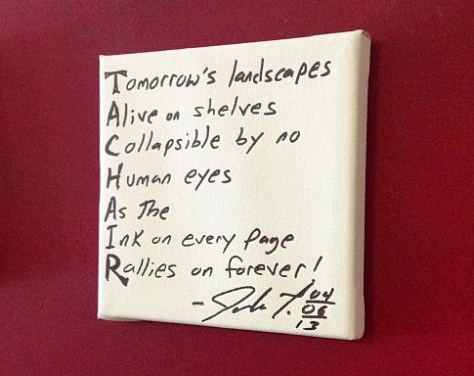 Tomorrow's landscapes
Alive on shelves
Collapsible by no
Human eyes
As The
Ink on every page
Rallies on forever!
04
06
13